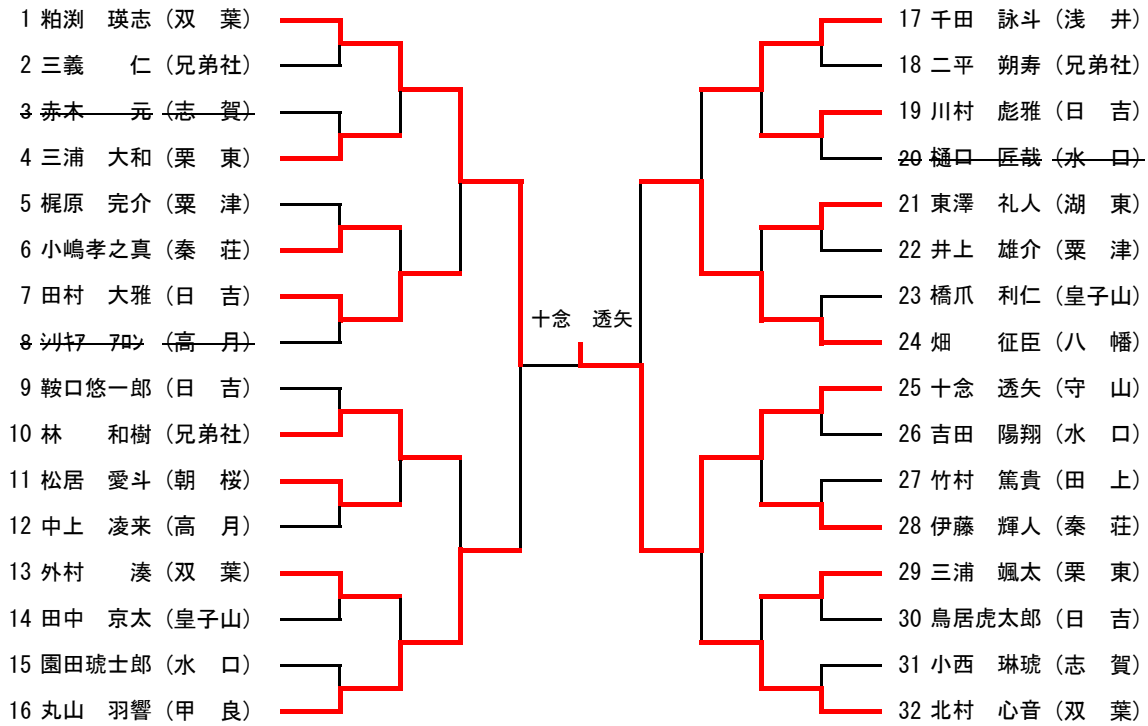 1 粕渕 瑛志 (双 葉)
2 三義 仁 (兄弟社)
3 赤木 元 (志 賀)
4 三浦 大和 (栗 東)
5 梶原 完介 (粟 津)
6 小嶋孝之真 (秦 荘)
7 田村 大雅 (日 吉)
8 ｼﾘｷｱ ｱﾛﾝ (高 月)
9 鞍口悠一郎 (日 吉)
10 林 和樹 (兄弟社)
11 松居 愛斗 (朝 桜)
12 中上 凌来 (高 月)
13 外村 湊 (双 葉)
14 田中 京太 (皇子山)
15 園田琥士郎 (水 口)
16 丸山 羽響 (甲 良)
十念 透矢
17 千田 詠斗 (浅 井)
18 二平 朔寿 (兄弟社)
19 川村 彪雅 (日 吉)
20 樋口 匠哉 (水 口)
21 東澤 礼人 (湖 東)
22 井上 雄介 (粟 津)
23 橋爪 利仁 (皇子山)
24 畑 征臣 (八 幡)
25 十念 透矢 (守 山)
26 吉田 陽翔 (水 口)
27 竹村 篤貴 (田 上)
28 伊藤 輝人 (秦 荘)
29 三浦 颯太 (栗 東)
30 鳥居虎太郎 (日 吉)
31 小西 琳琥 (志 賀)
32 北村 心音 (双 葉)